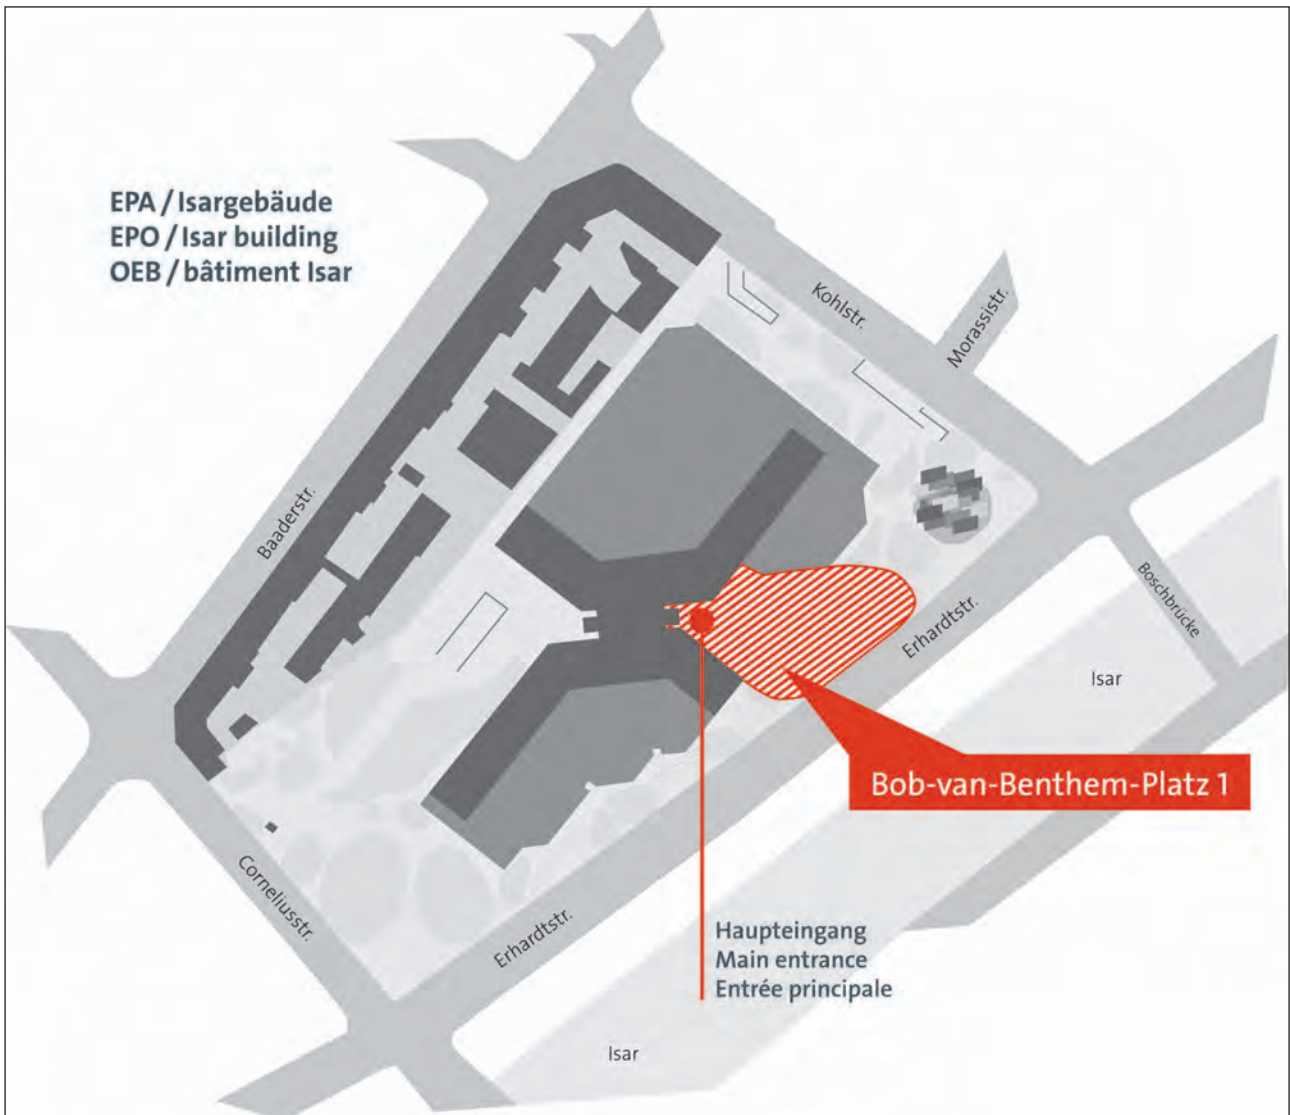 EPA / Isargebäude
EPO / Isar building
OEB / bâtiment Isar
Kohlstr.
Morassistr.
Baaderstr.
Boschbrücke
Erhardtstr.
Isar
Bob-van-Benthem-Platz 1
Corneliusstr.
Erhardtstr.
Haupteingang
Main entrance
Entrée principale
Isar